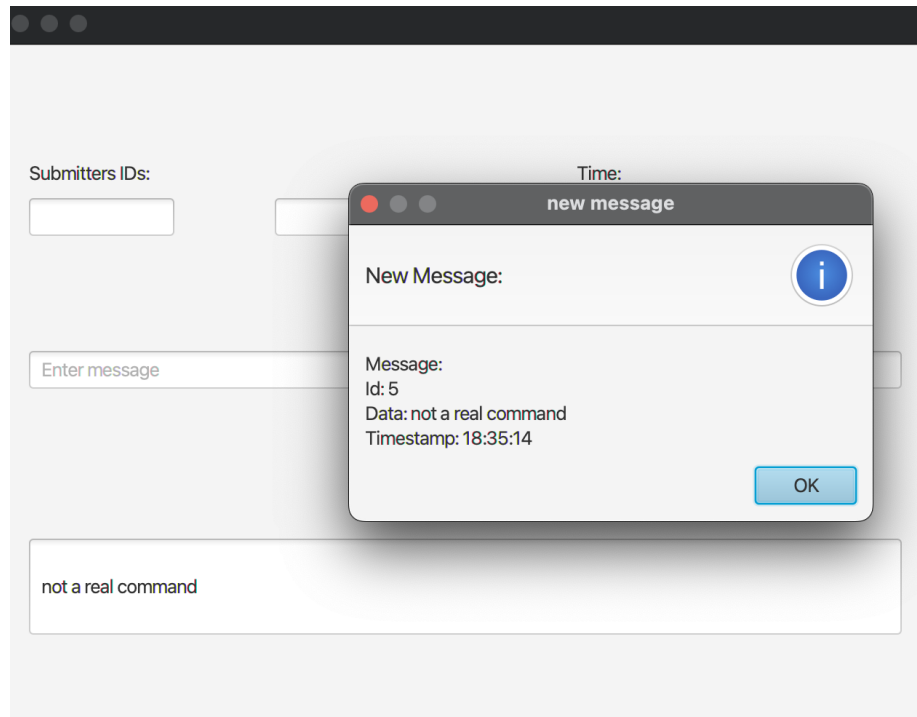 Submitters IDs:
Time:
new message
New Message:
i
Enter message
Message:
Id: 5
Data: not a real command
Timestamp: 18:35:14
OK
not a real command